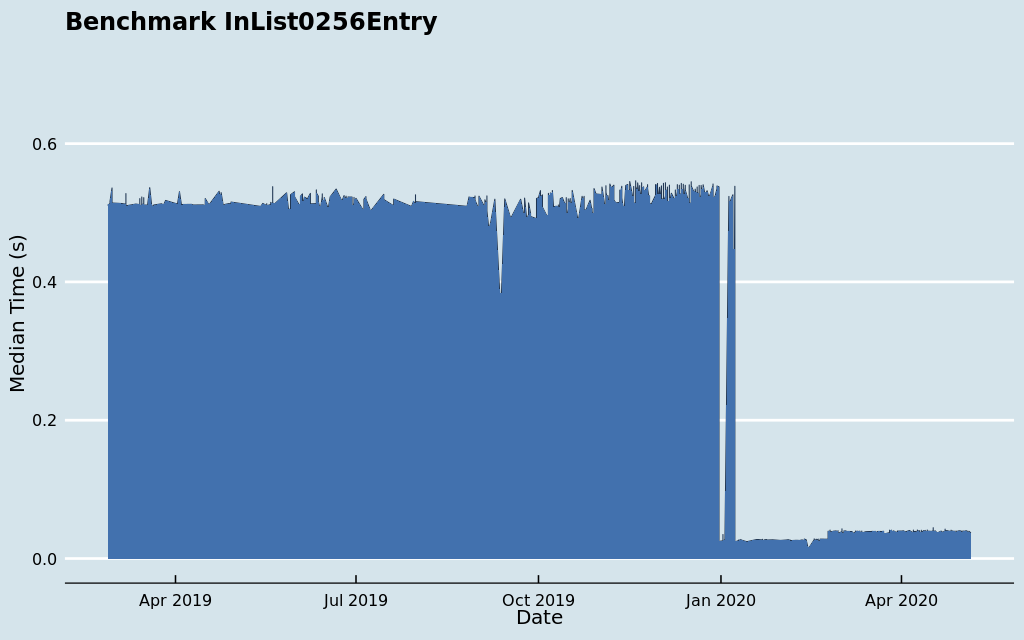 Benchmark InList0256Entry
Median Time (s)
0.6
0.4
0.2
0.0
Apr 2019 Jul 2019 Oct 2019 Jan 2020 Apr 2020
Date